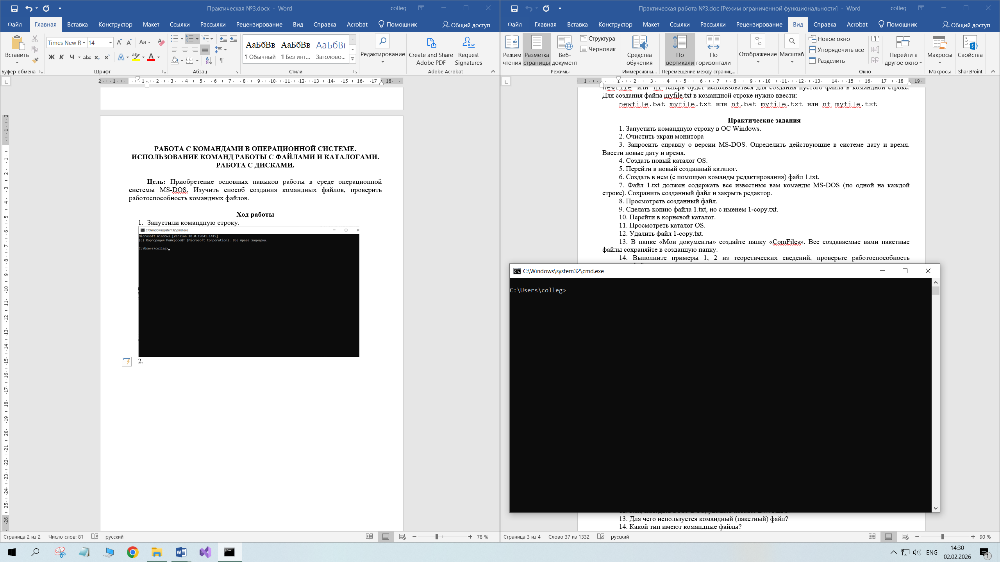 Практическая №3.docx - Word
colleg
Файл Главная Вставка Конструктор Макет Ссылки Рассылки Рецензирование Вид Справка Acrobat Помощник Общий доступ
Вставить
Буфер обмена
Times New R 14
Aa
Ж К Ч abc x₂ x²
Шрифт
Абзац
АаБбВв АаБбВв АаБбВ
¶ Обычный ¶ Без инт... Заголово...
Стили
Редактирование
Create and Share Adobe PDF
Request Signatures
Adobe Acrobat
РАБОТА С КОМАНДАМИ В ОПЕРАЦИОННОЙ СИСТЕМЕ.
ИСПОЛЬЗОВАНИЕ КОМАНД РАБОТЫ С ФАЙЛАМИ И КАТАЛОГАМИ.
РАБОТА С ДИСКАМИ.
Цель: Приобретение основных навыков работы в среде операционной
системы MS-DOS. Изучить способ создания командных файлов, проверить
работоспособность командных файлов.
Ход работы
1. Запустили командную строку.
C:\Windows\system32\cmd.exe
Microsoft Windows [Version 10.0.19041.1415]
(c) Корпорация Майкрософт (Microsoft Corporation). Все права защищены.
C:\Users\colleg>
2.
Страница 2 из 2 Число слов: 81 русский 78 %
Практическая работа №3.doc [Режим ограниченной функциональности] - Word
colleg
Файл Главная Вставка Конструктор Макет Ссылки Рассылки Рецензирование Вид Справка Acrobat Помощник Общий доступ
Режим чтения
Разметка страницы
Веб-документ
Структура
Черновик
Режимы
Средства обучения
Иммерсивны...
По вертикали
По горизонтали
Перемещение между страниц...
Отображение
Масштаб
Новое окно
Упорядочить все
Разделить
Перейти в другое окно
Окно
Макросы
Макросы
Свойства
SharePoint
newfile или nf теперь будет использоваться для создания пустого файла в командной строке.
Для создания файла myfile.txt в командной строке нужно ввести:
newfile.bat myfile.txt или nf.bat myfile.txt или nf myfile.txt
Практические задания
1. Запустить командную строку в ОС Windows.
2. Очистить экран монитора
3. Запросить справку о версии MS-DOS. Определить действующие в системе дату и время.
Ввести новые дату и время.
4. Создать новый каталог OS.
5. Перейти в новый созданный каталог.
6. Создать в нем (с помощью команды редактирования) файл 1.txt.
7. Файл 1.txt должен содержать все известные вам команды MS-DOS (по одной на каждой
строке). Сохранить созданный файл и закрыть редактор.
8. Просмотреть созданный файл.
9. Сделать копию файла 1.txt, но с именем 1-copy.txt.
10. Перейти в корневой каталог.
11. Просмотреть каталог OS.
12. Удалить файл 1-copy.txt.
13. В папке «Мои документы» создайте папку «ComFiles». Все создаваемые вами пакетные
файлы сохраняйте в созданную папку.
14. Выполните примеры 1, 2 из теоретических сведений, проверьте работоспособность
C:\Windows\system32\cmd.exe
C:\Users\colleg>
13. Для чего используется командный (пакетный) файл?
14. Какой тип имеют командные файлы?
Страница 3 из 4 Слово 37 из 1332 русский 90 %
ENG
14:30
02.02.2026
1